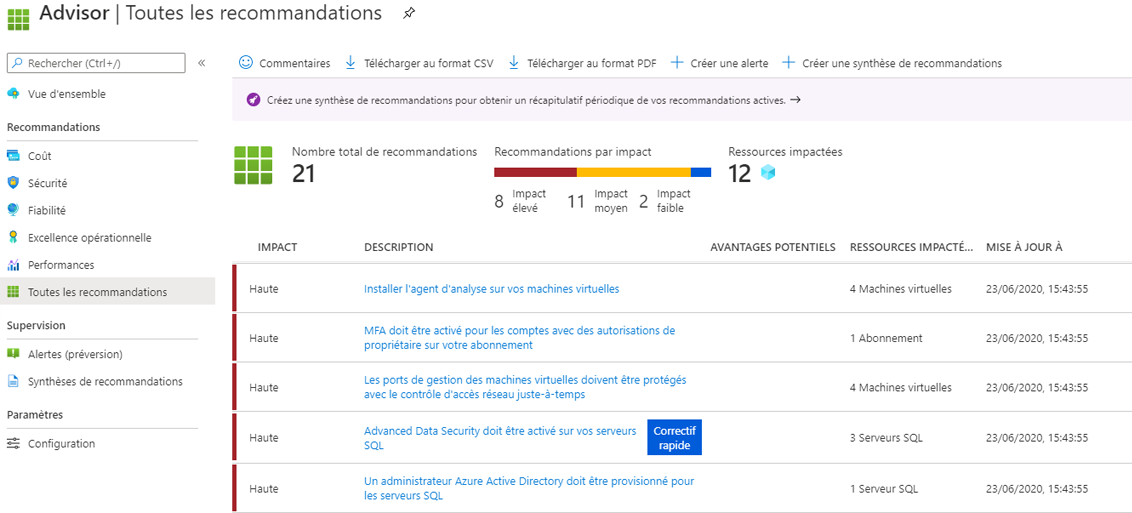 Advisor | Toutes les recommandations
Rechercher (Ctrl+/)
«
Vue d'ensemble
Recommandations
Coût
Sécurité
Fiabilité
Excellence opérationnelle
Performances
Toutes les recommandations
Supervision
Alertes (préversion)
Synthèses de recommandations
Paramètres
Configuration
Commentaires
Télécharger au format CSV
Télécharger au format PDF
Créer une alerte
Créer une synthèse de recommandations
Créez une synthèse de recommandations pour obtenir un récapitulatif périodique de vos recommandations actives. →
Nombre total de recommandations
21
Recommandations par impact
8 Impact élevé
11 Impact moyen
2 Impact faible
Ressources impactées
12
IMPACT DESCRIPTION AVANTAGES POTENTIELS RESSOURCES IMPACTÉ... MISE À JOUR À
Haute
Installer l'agent d'analyse sur vos machines virtuelles
4 Machines virtuelles
23/06/2020, 15:43:55
Haute
MFA doit être activé pour les comptes avec des autorisations de
propriétaire sur votre abonnement
1 Abonnement
23/06/2020, 15:43:55
Haute
Les ports de gestion des machines virtuelles doivent être protégés
avec le contrôle d'accès réseau juste-à-temps
4 Machines virtuelles
23/06/2020, 15:43:55
Haute
Advanced Data Security doit être activé sur vos serveurs
SQL
Correctif
rapide
3 Serveurs SQL
23/06/2020, 15:43:55
Haute
Un administrateur Azure Active Directory doit être provisionné pour
les serveurs SQL
1 Serveur SQL
23/06/2020, 15:43:55